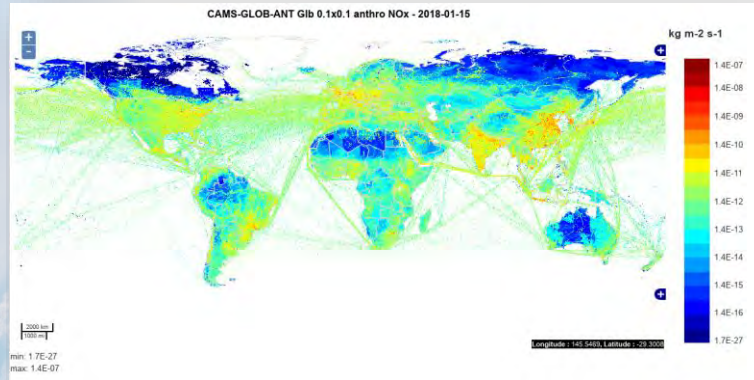 CAMS-GLOB-ANT Glb 0.1x0.1 anthro NOx - 2018-01-15
kg m-2 s-1
+
−
+
1.4E-07
1.4E-08
1.4E-09
1.4E-10
1.4E-11
1.4E-12
1.4E-13
1.4E-14
1.4E-15
1.4E-16
1.7E-27
+
2000 km
1000 mi
Longitude : 145.5469, Latitude : -29.3008
min: 1.7E-27
max: 1.4E-07